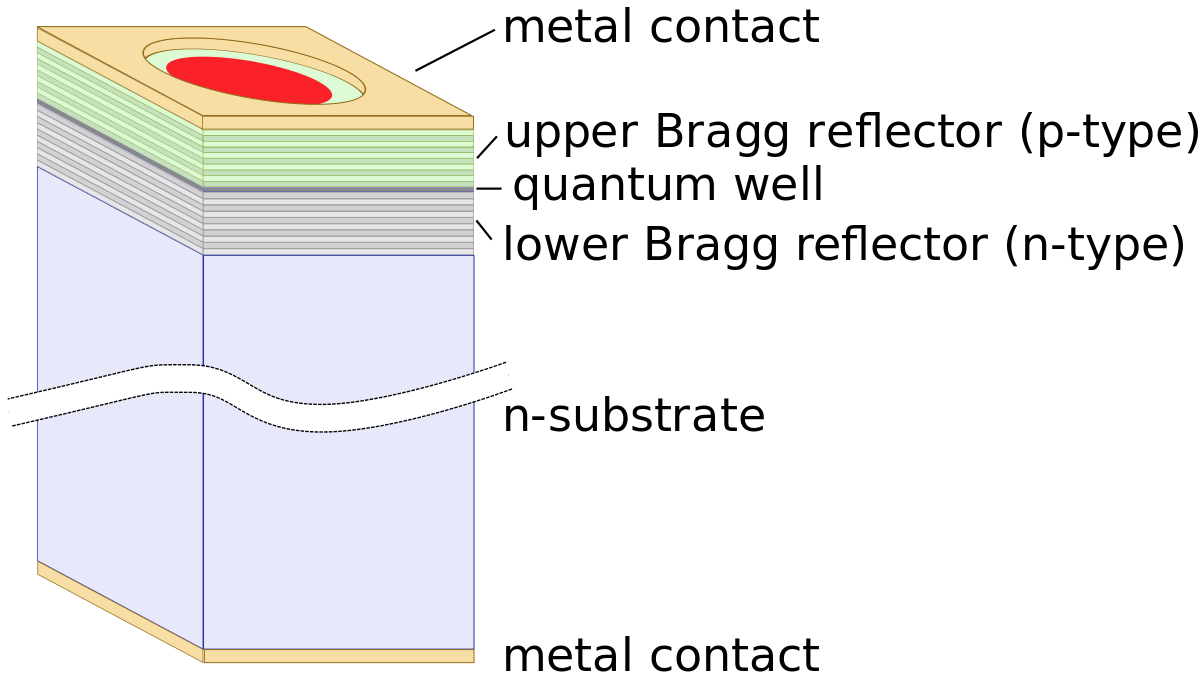 metal contact
upper Bragg reflector (p-type)
quantum well
lower Bragg reflector (n-type)
n-substrate
metal contact